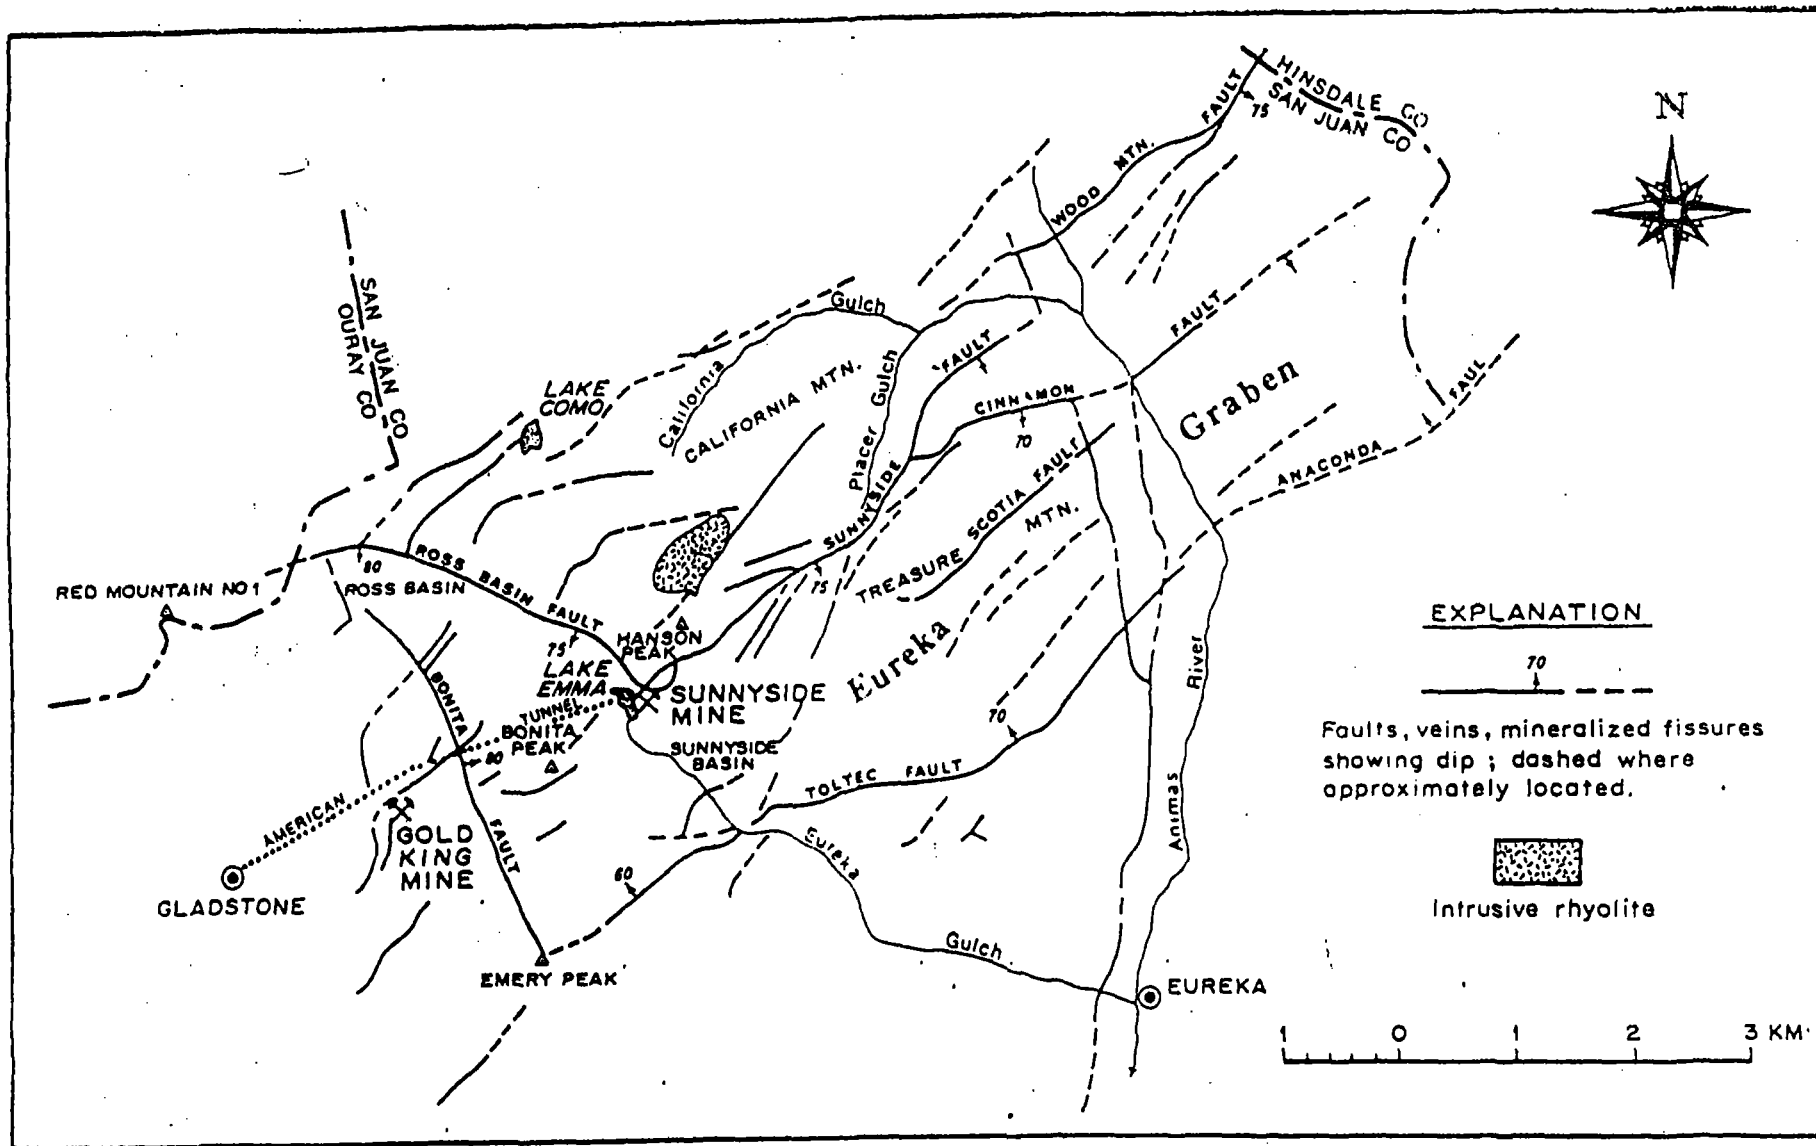 HINSDALE CO
SAN JUAN CO
N
WOOD MTN. FAULT
75
SAN JUAN CO
OURAY CO
Gulch
California
CALIFORNIA MTN.
Placer Gulch
LAKE
COMO
SUNNYSIDE FAULT
75
CINNAMON FAULT
70
Eureka Graben
ANACONDA FAUL
TREASURE SCOTIA FAULT
MTN.
RED MOUNTAIN NO 1
80
ROSS BASIN
ROSS BASIN FAULT
75
HANSON
PEAK
LAKE
EMMA
SUNNYSIDE
MINE
AMERICAN TUNNEL
BONITA
PEAK
BONITA FAULT
80
SUNNYSIDE
BASIN
TOLTEC FAULT
70
60
GOLD
KING
MINE
GLADSTONE
EMERY PEAK
Eureka Gulch
Animas River
EUREKA
EXPLANATION
70
Faults, veins, mineralized fissures
showing dip ; dashed where
approximately located.
Intrusive rhyolite
1 0 1 2 3 KM